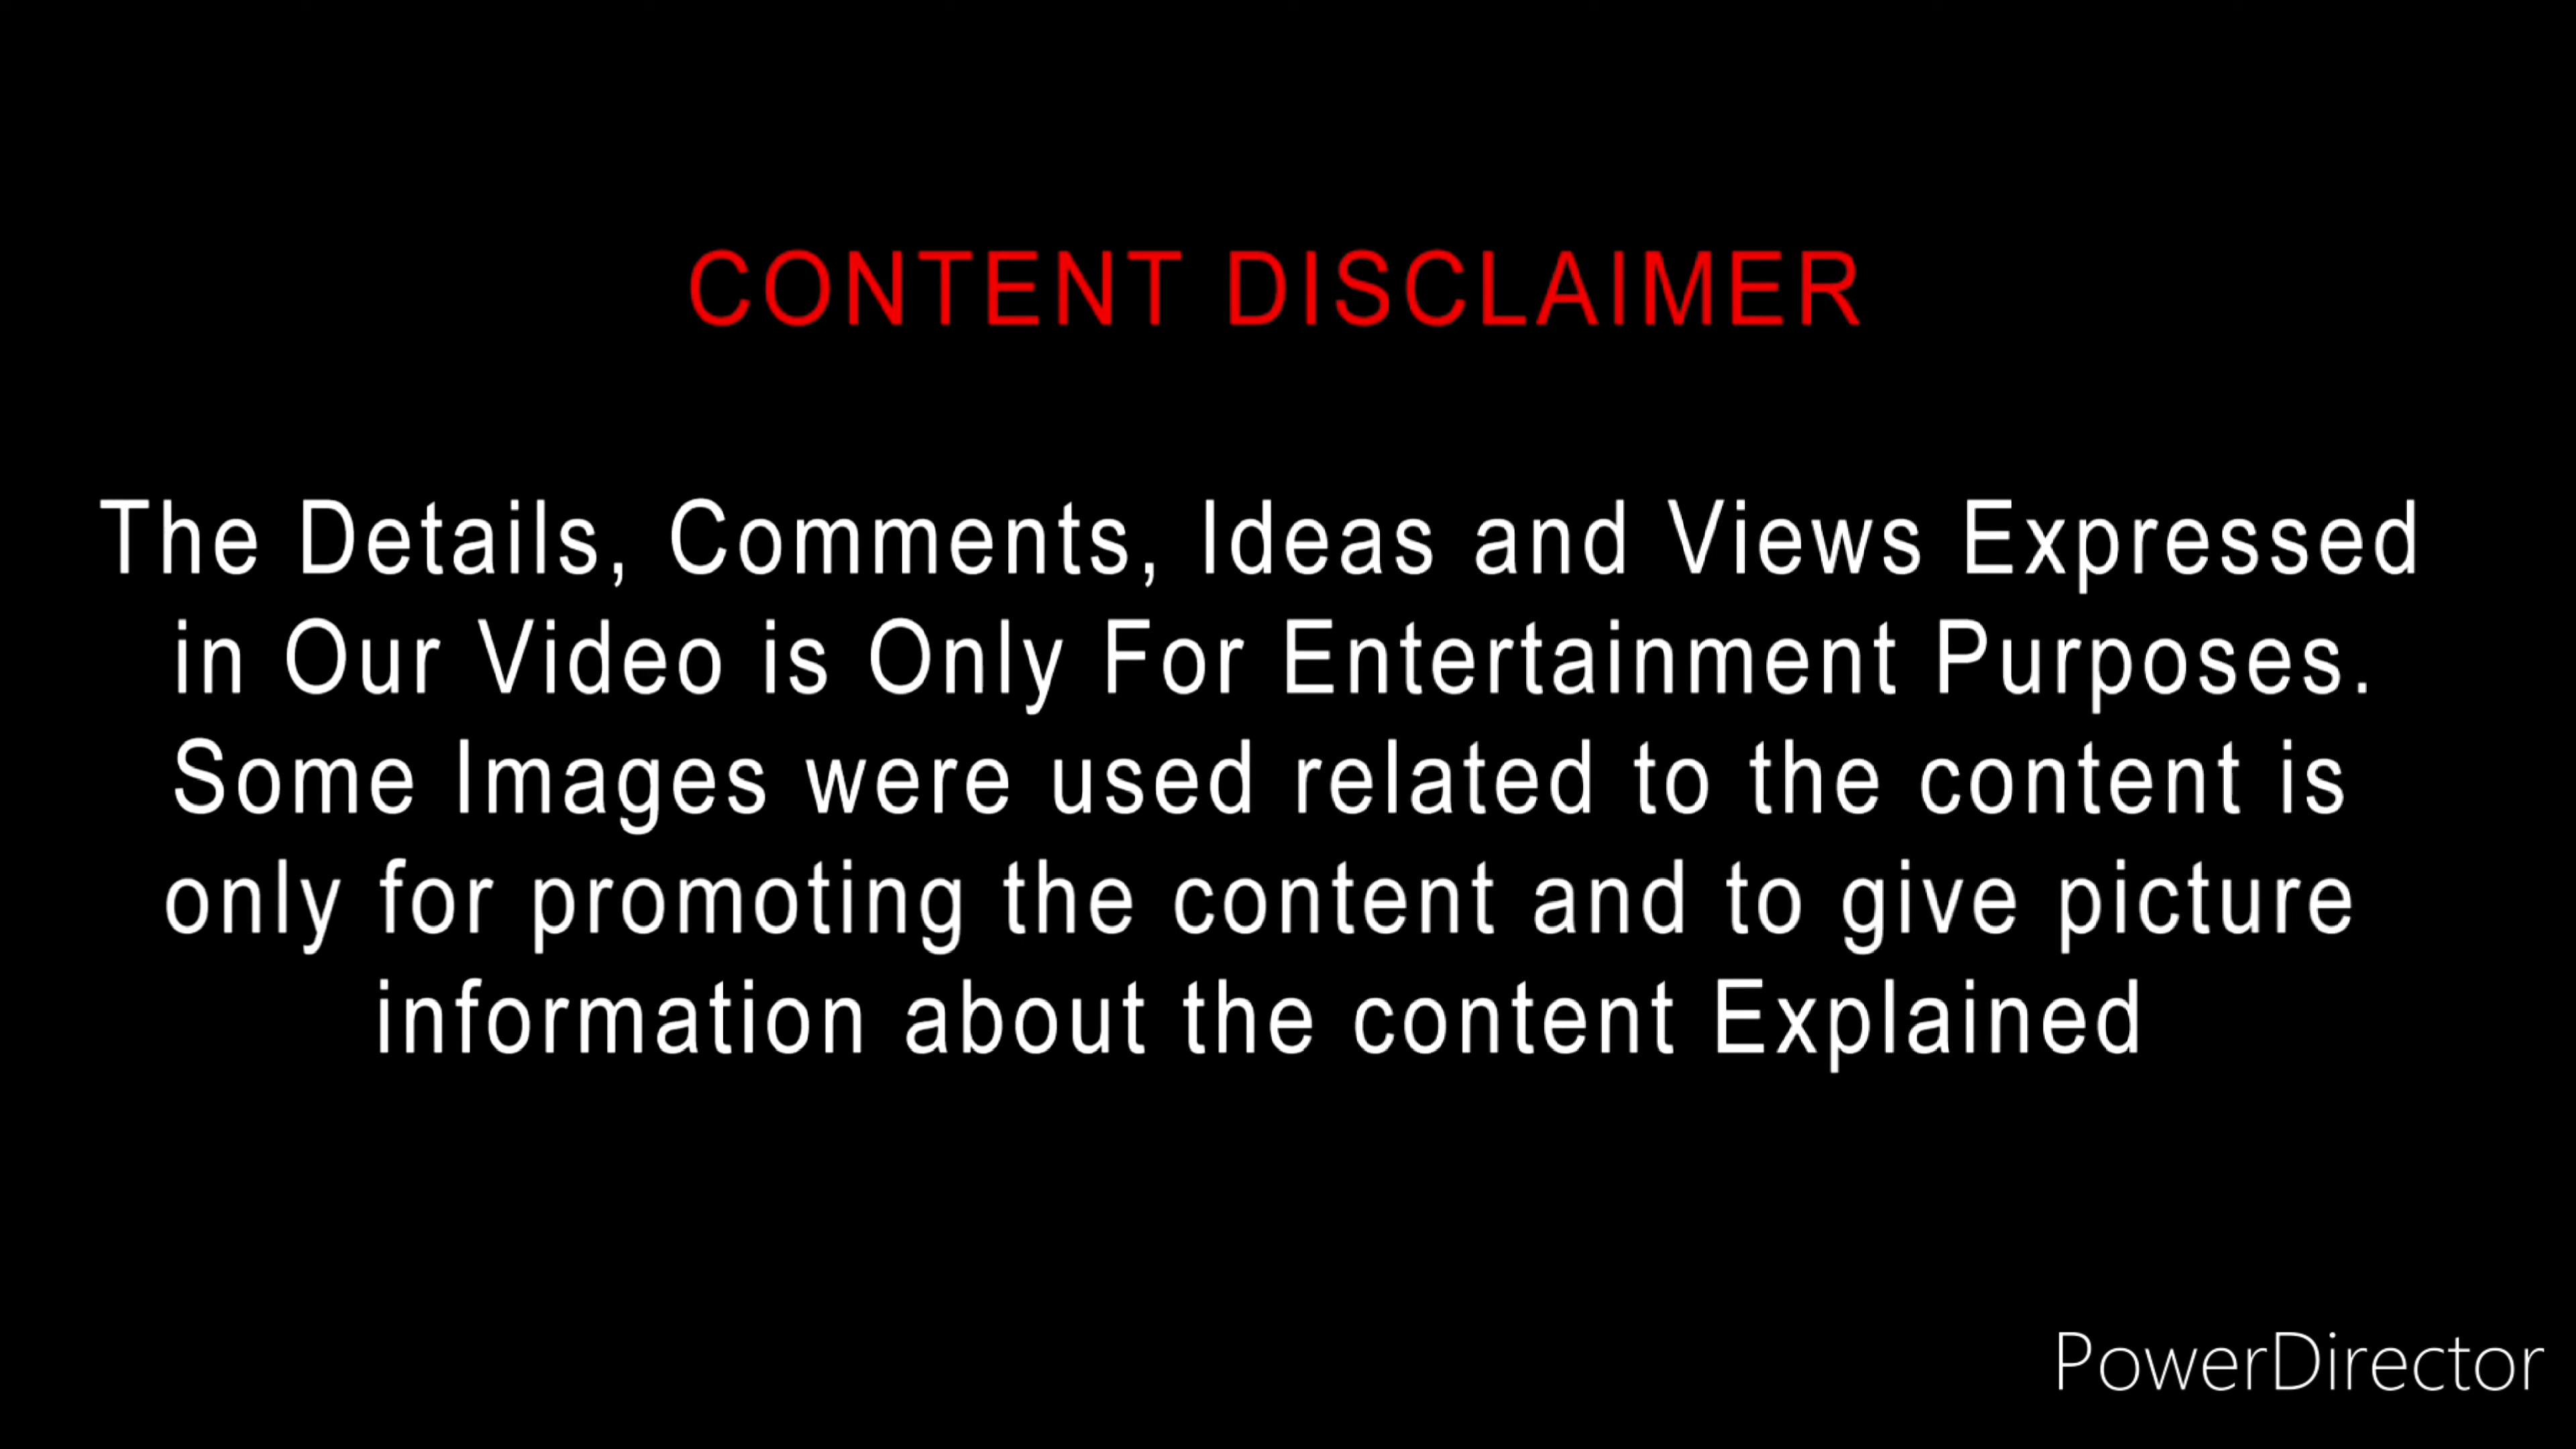 CONTENT DISCLAIMER
The Details, Comments, Ideas and Views Expressed
in Our Video is Only For Entertainment Purposes.
Some Images were used related to the content is
only for promoting the content and to give picture
information about the content Explained
PowerDirector